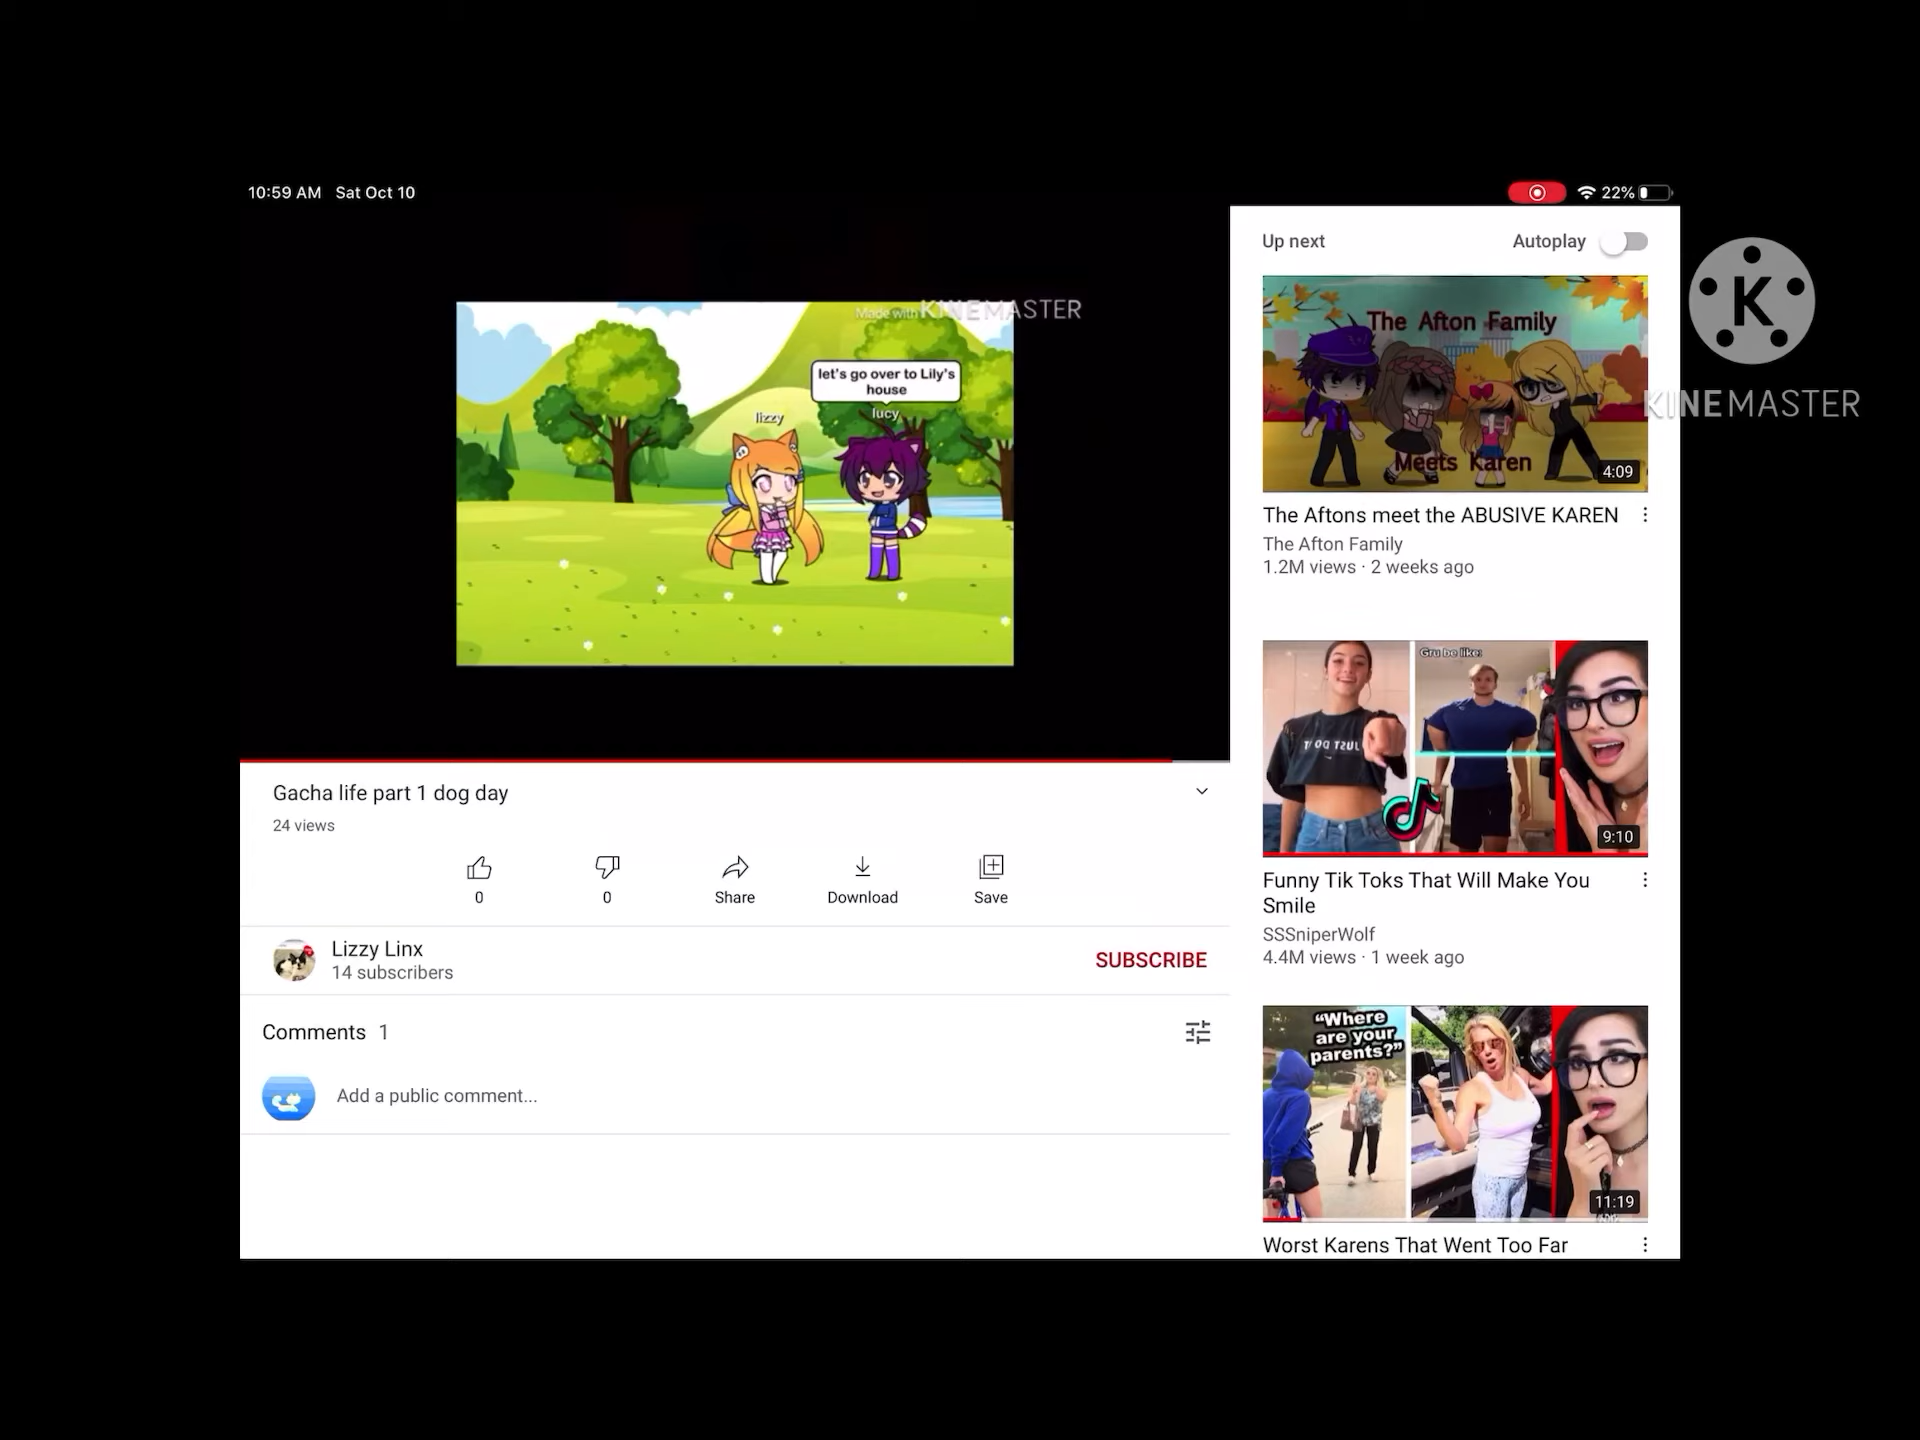 10:59 AM Sat Oct 10
22%
Made with KINEMASTER
let's go over to Lily's
house
lizzy
lucy
Gacha life part 1 dog day
24 views
0
0
Share
Download
Save
Lizzy Linx
14 subscribers
SUBSCRIBE
Comments 1
Add a public comment...
Up next
Autoplay
The Afton Family
Meets Karen
4:09
The Aftons meet the ABUSIVE KAREN
The Afton Family
1.2M views · 2 weeks ago
Gru be like:
JUST DO IT
9:10
Funny Tik Toks That Will Make You
Smile
SSSniperWolf
4.4M views · 1 week ago
"Where
are your
parents?"
11:19
Worst Karens That Went Too Far
K
KINEMASTER